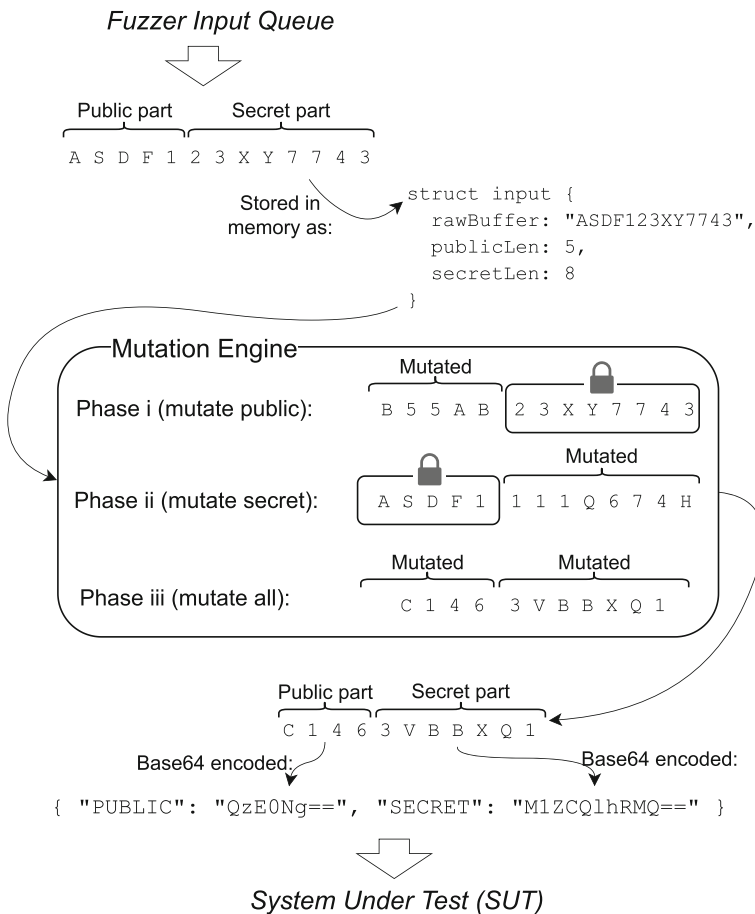 Fuzzer Input Queue
Public part Secret part
A S D F 1 2 3 X Y 7 7 4 3
Stored in
memory as:
struct input {
rawBuffer: "ASDF123XY7743",
publicLen: 5,
secretLen: 8
}
Mutation Engine
Mutated
Phase i (mutate public): B 5 5 A B 2 3 X Y 7 7 4 3
Mutated
Phase ii (mutate secret): A S D F 1 1 1 1 Q 6 7 4 H
Mutated Mutated
Phase iii (mutate all): C 1 4 6 3 V B B X Q 1
Public part Secret part
C 1 4 6 3 V B B X Q 1
Base64 encoded: Base64 encoded:
{ "PUBLIC": "QzE0Ng==", "SECRET": "M1ZCQlhRMQ==" }
System Under Test (SUT)